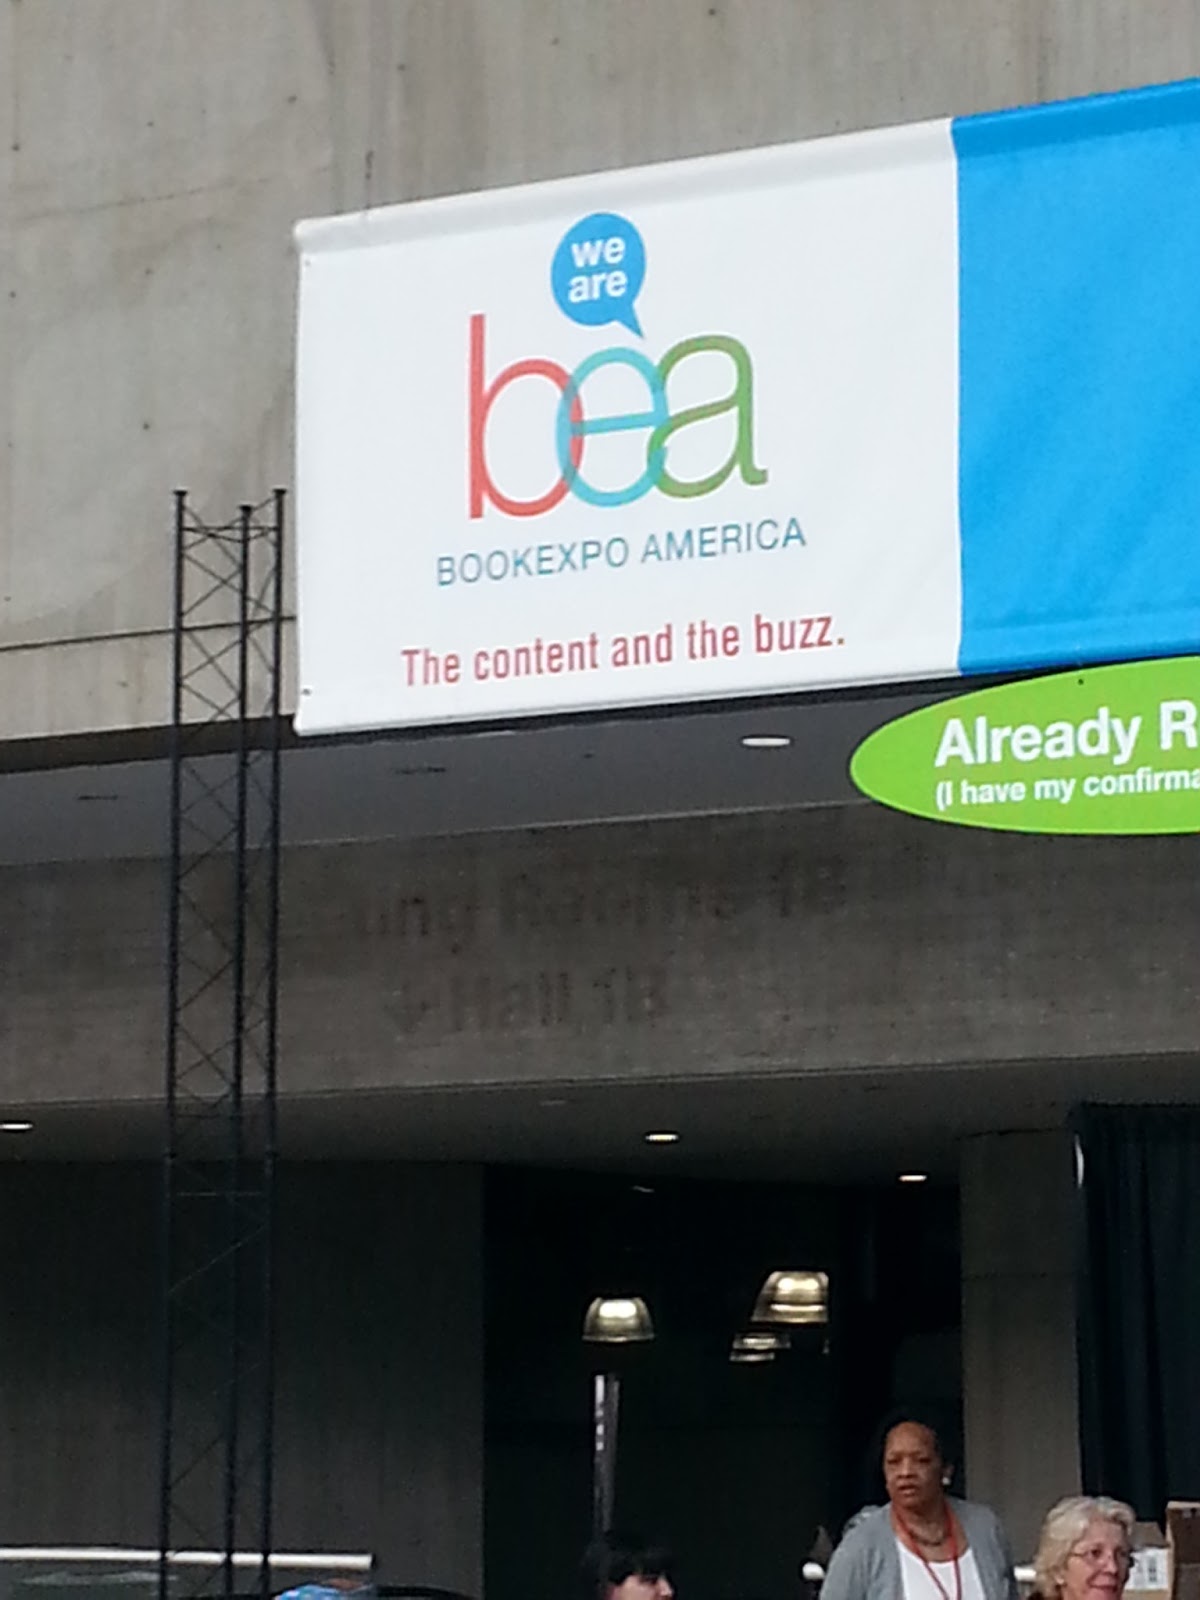 we
are
bea
BOOKEXPO AMERICA
The content and the buzz.
Already R
(I have my confirma
Hall 1B